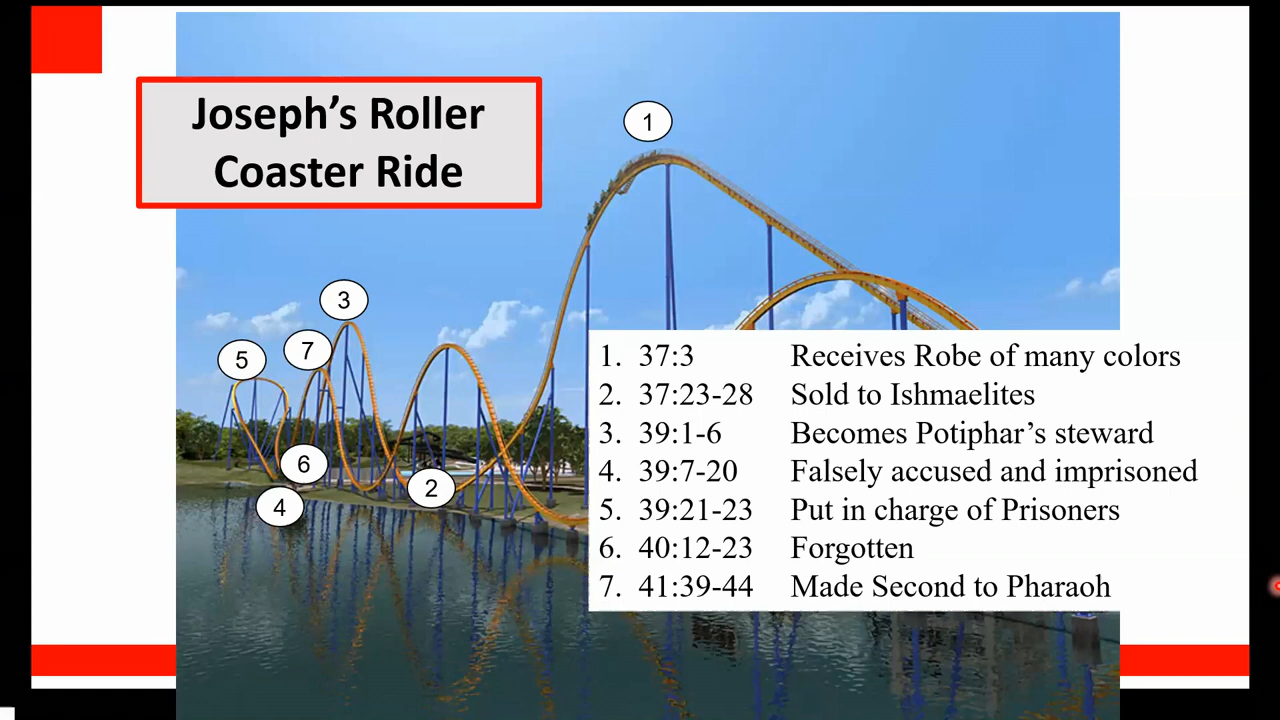 Joseph’s Roller
Coaster Ride
1
3
7
5
6
2
4
1. 37:3 Receives Robe of many colors
2. 37:23-28 Sold to Ishmaelites
3. 39:1-6 Becomes Potiphar’s steward
4. 39:7-20 Falsely accused and imprisoned
5. 39:21-23 Put in charge of Prisoners
6. 40:12-23 Forgotten
7. 41:39-44 Made Second to Pharaoh